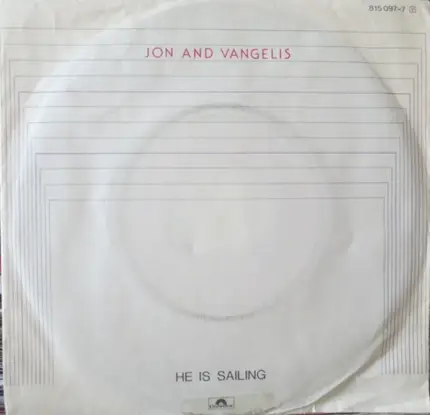 815 097-7
JON AND VANGELIS
HE IS SAILING